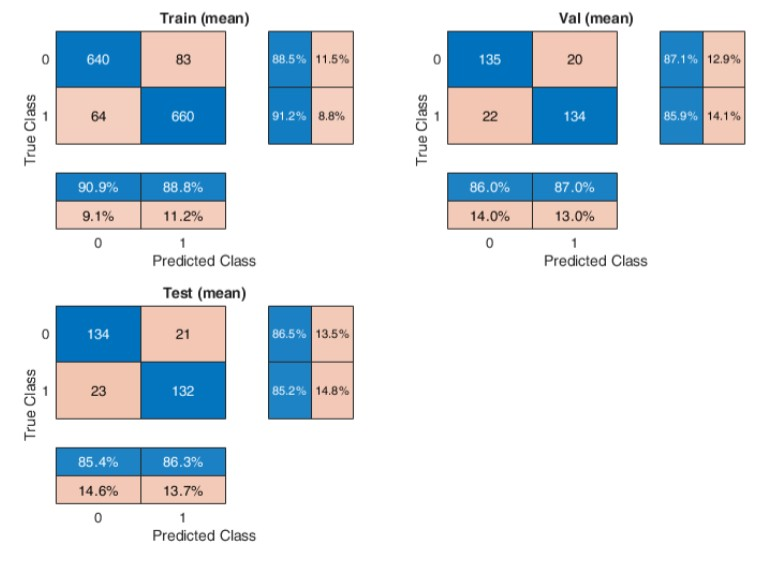 Train (mean)
0 640 83 88.5% 11.5%
1 64 660 91.2% 8.8%
True Class
90.9% 88.8%
9.1% 11.2%
0 1
Predicted Class
Val (mean)
0 135 20 87.1% 12.9%
1 22 134 85.9% 14.1%
True Class
86.0% 87.0%
14.0% 13.0%
0 1
Predicted Class
Test (mean)
0 134 21 86.5% 13.5%
1 23 132 85.2% 14.8%
True Class
85.4% 86.3%
14.6% 13.7%
0 1
Predicted Class